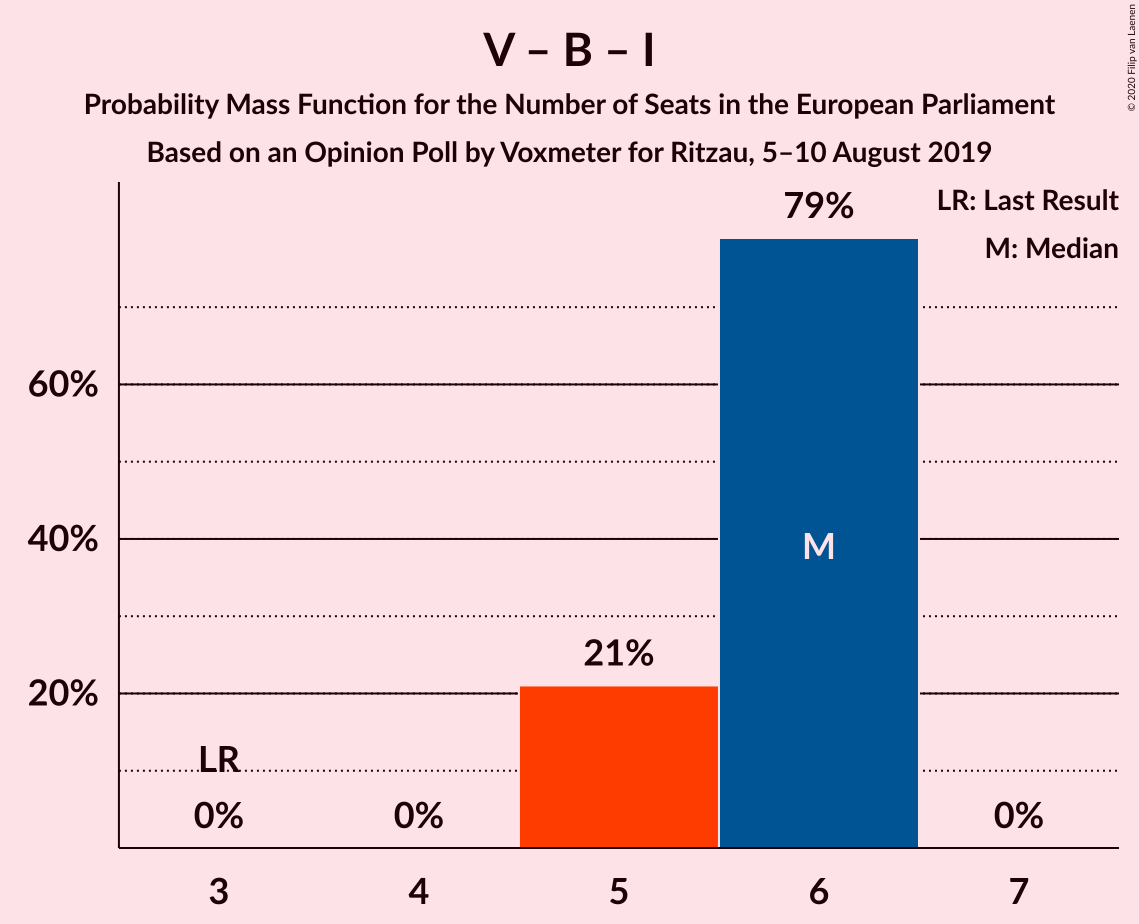 V – B – I
Probability Mass Function for the Number of Seats in the European Parliament
Based on an Opinion Poll by Voxmeter for Ritzau, 5–10 August 2019
© 2020 Filip van Laenen
LR: Last Result
M: Median
79%
60%
40%
M
21%
20%
LR
0%
0%
0%
3
4
5
6
7